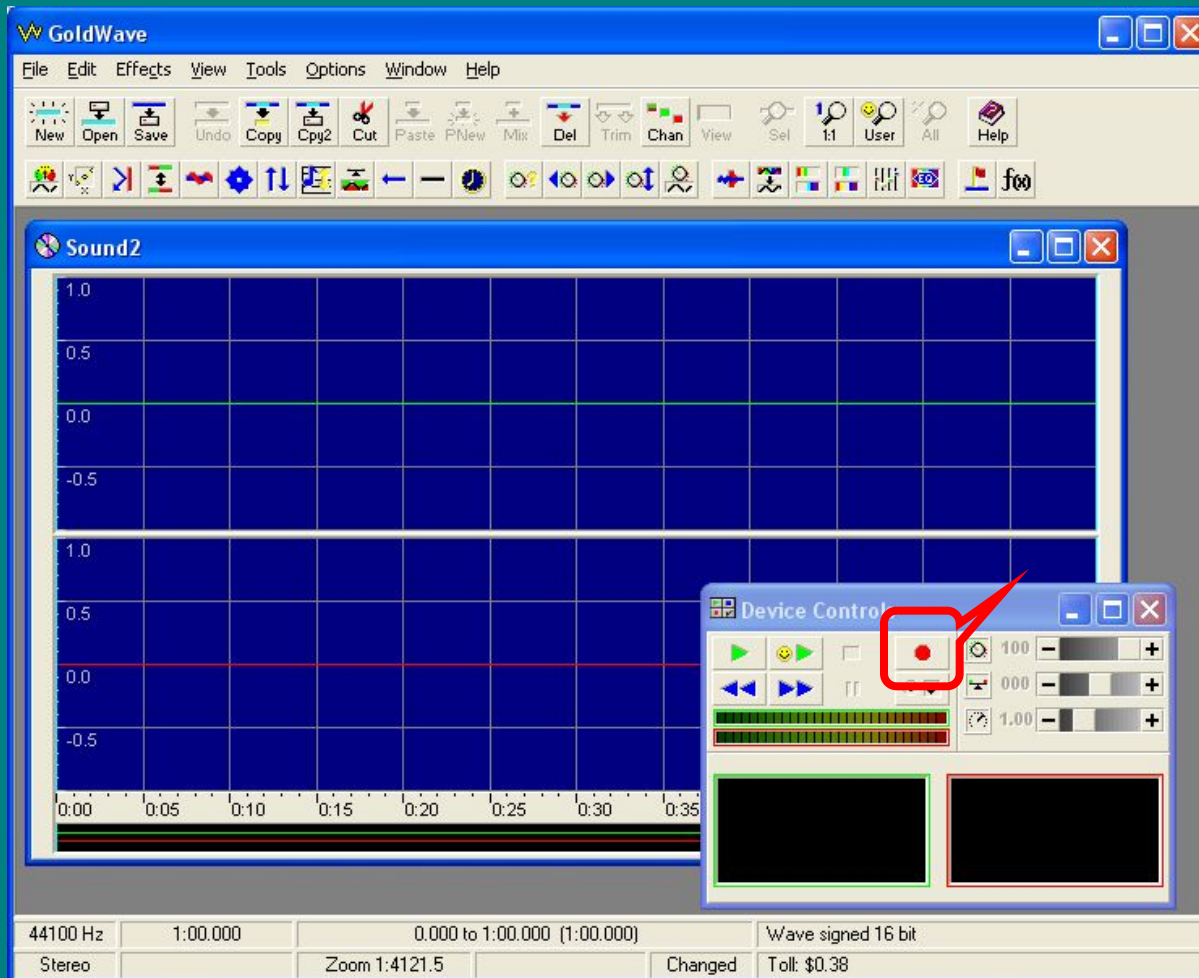 GoldWave
File Edit Effects View Tools Options Window Help
New Open Save Undo Copy Cpy2 Cut Paste PNew Mix Del Trim Chan View Sel 1:1 User All Help
f(x)
Sound2
1.0
0.5
0.0
-0.5
1.0
0.5
0.0
-0.5
0:00 0:05 0:10 0:15 0:20 0:25 0:30 0:35
Device Control
100
000
1.00
44100 Hz 1:00.000 0.000 to 1:00.000 (1:00.000) Wave signed 16 bit
Stereo Zoom 1:4121.5 Changed Toll: $0.38